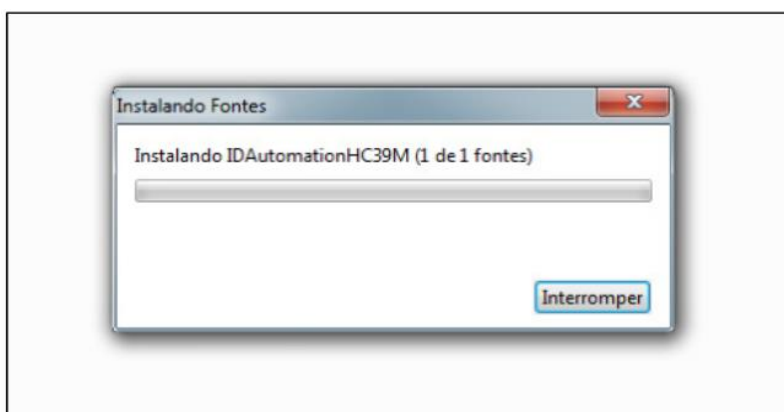 Instalando Fontes
Instalando IDAutomationHC39M (1 de 1 fontes)
Interromper